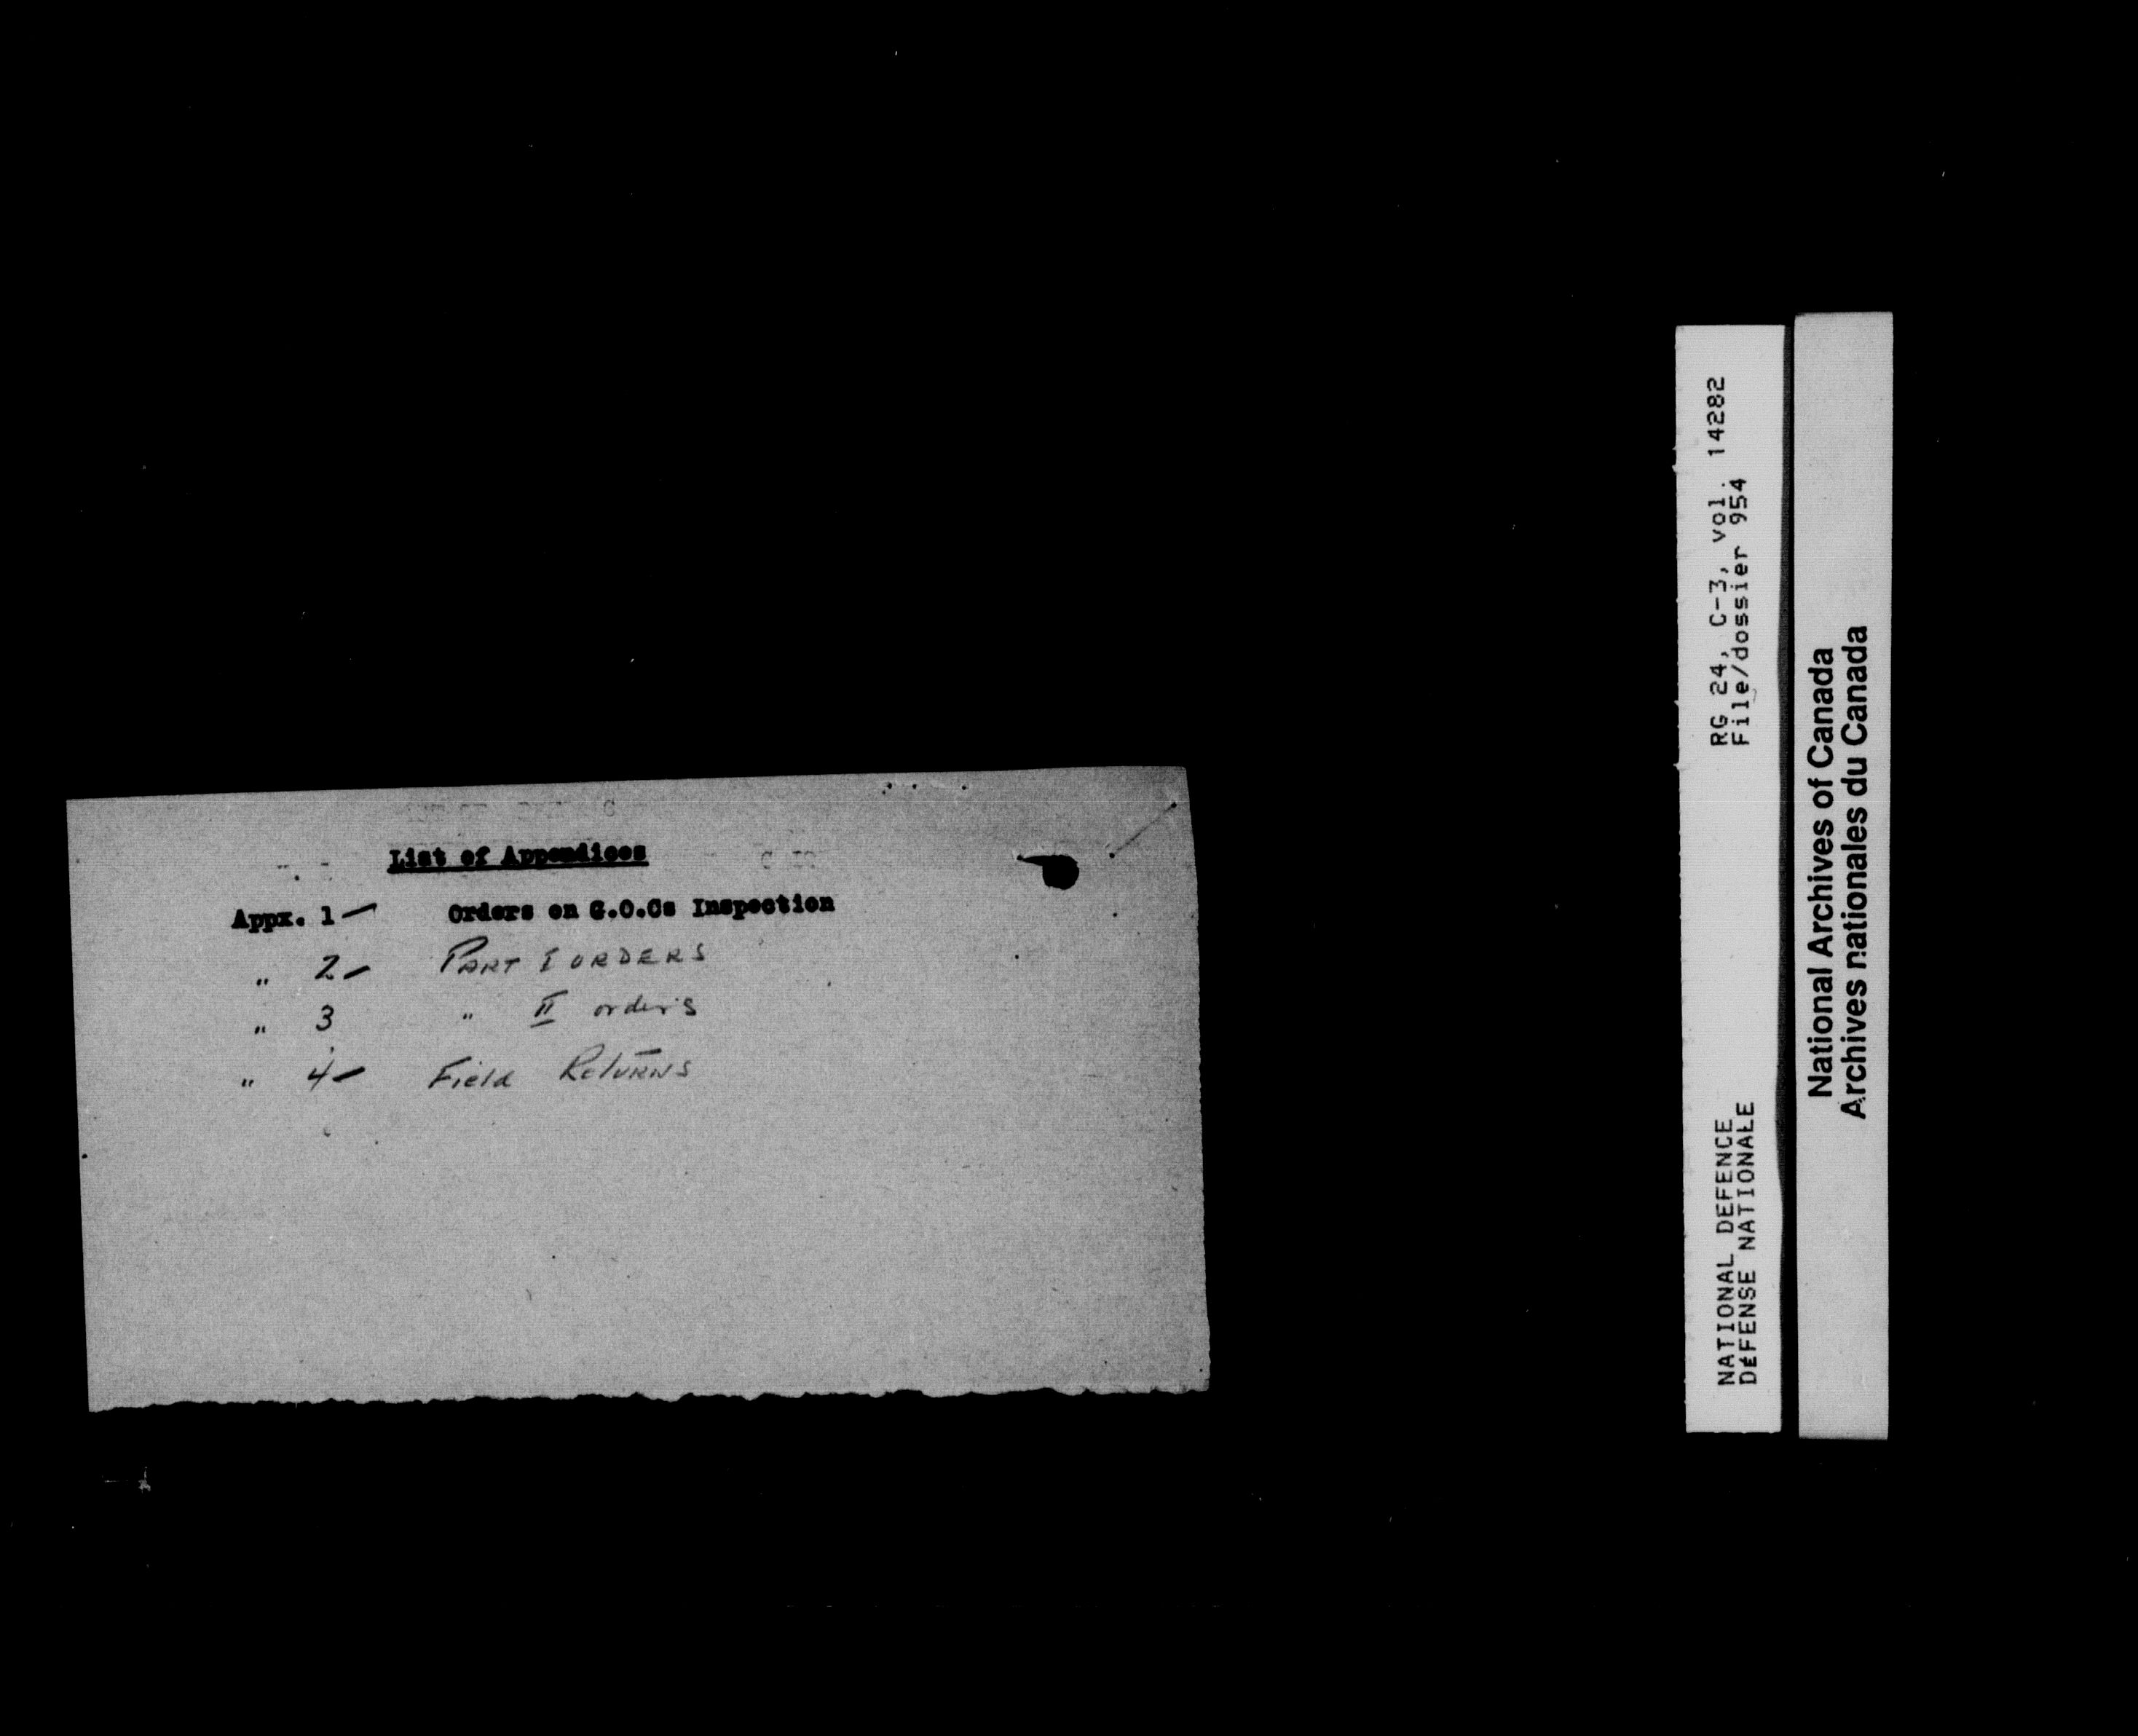 List of Appendices
Appx. 1 — Orders on G.O.Cs Inspection
" 2 — PART I ORDERS
" 3 " II orders
" 4 — Field Returns
NATIONAL DEFENCE RG 24, C-3, vol. 14282
DÉFENSE NATIONALE File/dossier 954
National Archives of Canada
Archives nationales du Canada